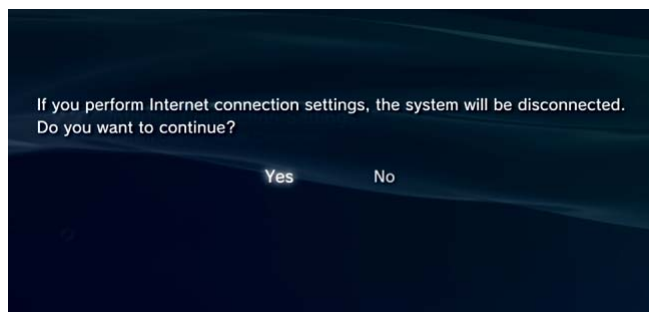 If you perform Internet connection settings, the system will be disconnected.
Do you want to continue?
Yes No